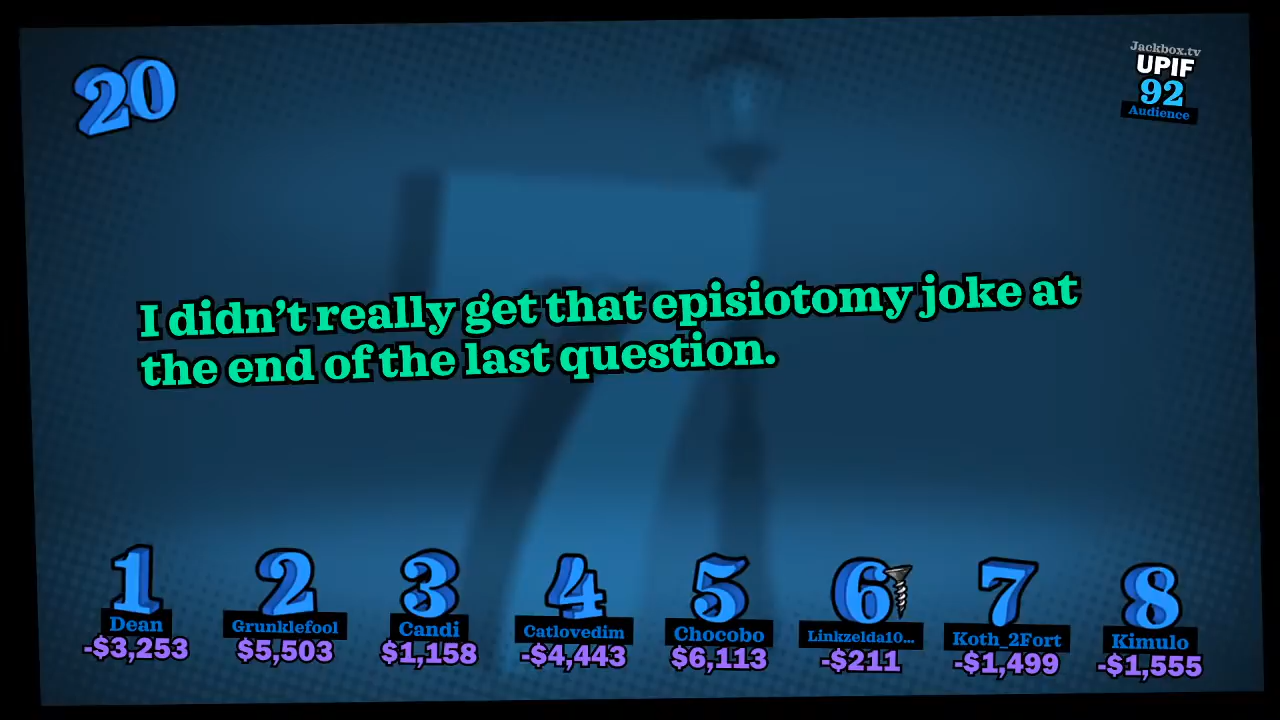 20
Jackbox.tv
UPIF
92
Audience
I didn't really get that episiotomy joke at
the end of the last question.
1 2 3 4 5 6 7 8
Dean Grunklefool Candi Catlovedim Chocobo Linkzelda10... Koth_2Fort Kimulo
-$3,253 $5,503 $1,158 -$4,443 $6,113 -$211 -$1,499 -$1,555